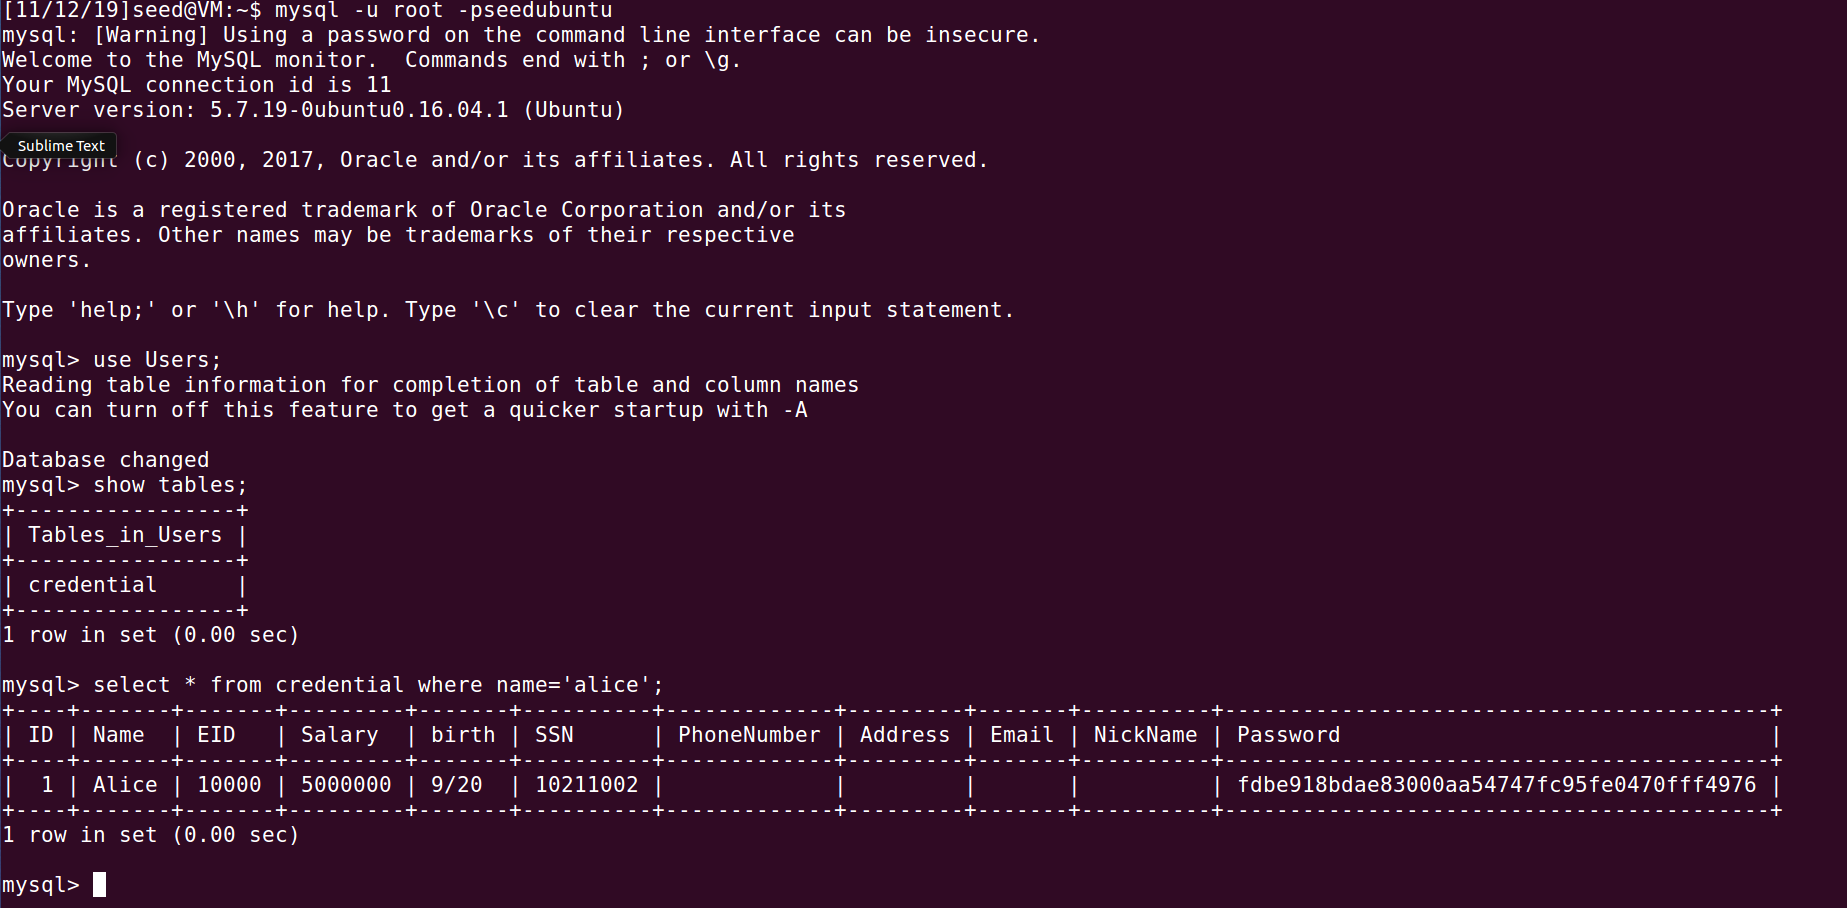 [11/12/19]seed@VM:~$ mysql -u root -pseedubuntu
mysql: [Warning] Using a password on the command line interface can be insecure.
Welcome to the MySQL monitor.  Commands end with ; or \g.
Your MySQL connection id is 11
Server version: 5.7.19-0ubuntu0.16.04.1 (Ubuntu)
Sublime Text
Copyright (c) 2000, 2017, Oracle and/or its affiliates. All rights reserved.
Oracle is a registered trademark of Oracle Corporation and/or its
affiliates. Other names may be trademarks of their respective
owners.
Type 'help;' or '\h' for help. Type '\c' to clear the current input statement.
mysql> use Users;
Reading table information for completion of table and column names
You can turn off this feature to get a quicker startup with -A
Database changed
mysql> show tables;
+-----------------+
| Tables_in_Users |
+-----------------+
| credential      |
+-----------------+
1 row in set (0.00 sec)
mysql> select * from credential where name='alice';
+----+-------+-------+---------+-------+----------+-------------+---------+-------+----------+------------------------------------------+
| ID | Name  | EID   | Salary  | birth | SSN      | PhoneNumber | Address | Email | NickName | Password                                 |
+----+-------+-------+---------+-------+----------+-------------+---------+-------+----------+------------------------------------------+
|  1 | Alice | 10000 | 5000000 | 9/20  | 10211002 |             |         |       |          | fdbe918bdae83000aa54747fc95fe0470fff4976 |
+----+-------+-------+---------+-------+----------+-------------+---------+-------+----------+------------------------------------------+
1 row in set (0.00 sec)
mysql>